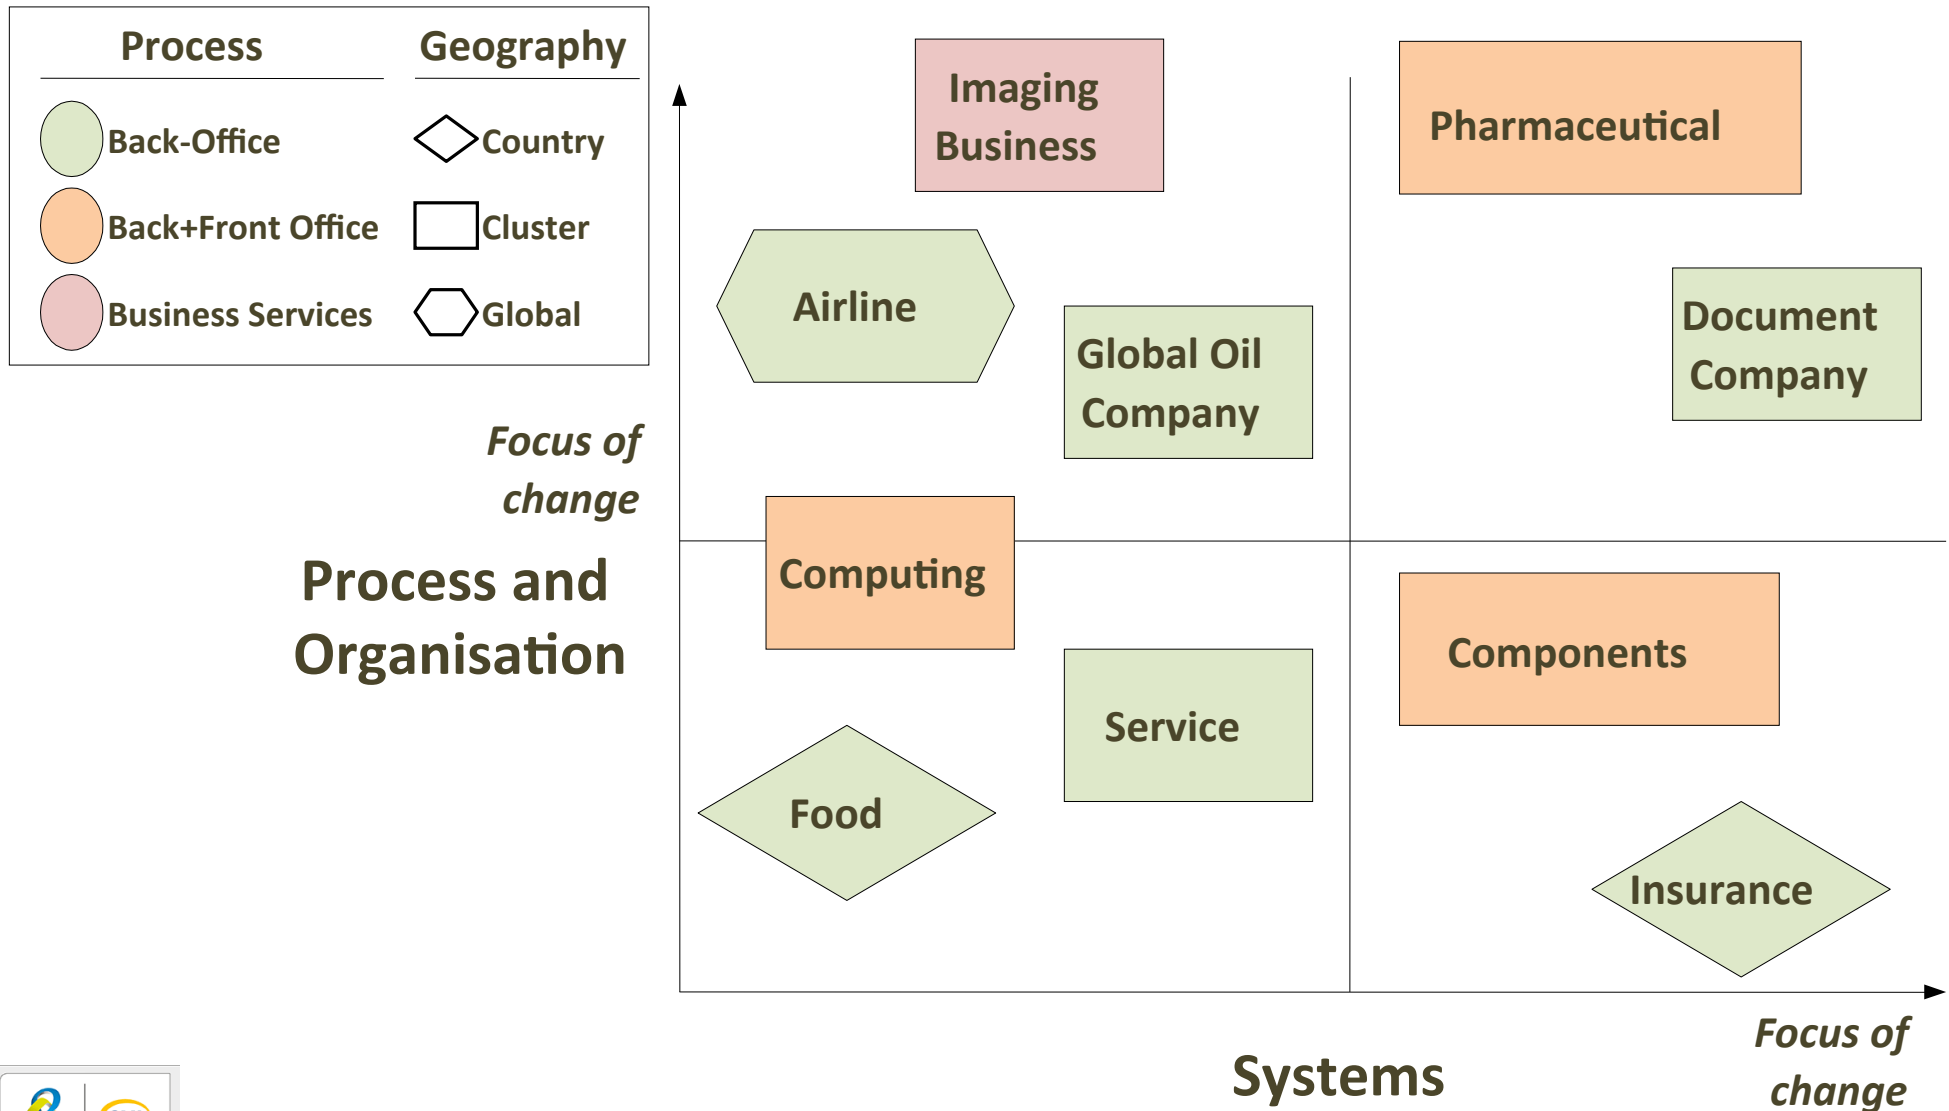 Process
Geography
Back-Office
Country
Back+Front Office
Cluster
Business Services
Global
Imaging
Business
Pharmaceutical
Airline
Global Oil
Company
Document
Company
Focus of
change
Process and
Organisation
Computing
Components
Service
Food
Insurance
Systems
Focus of
change